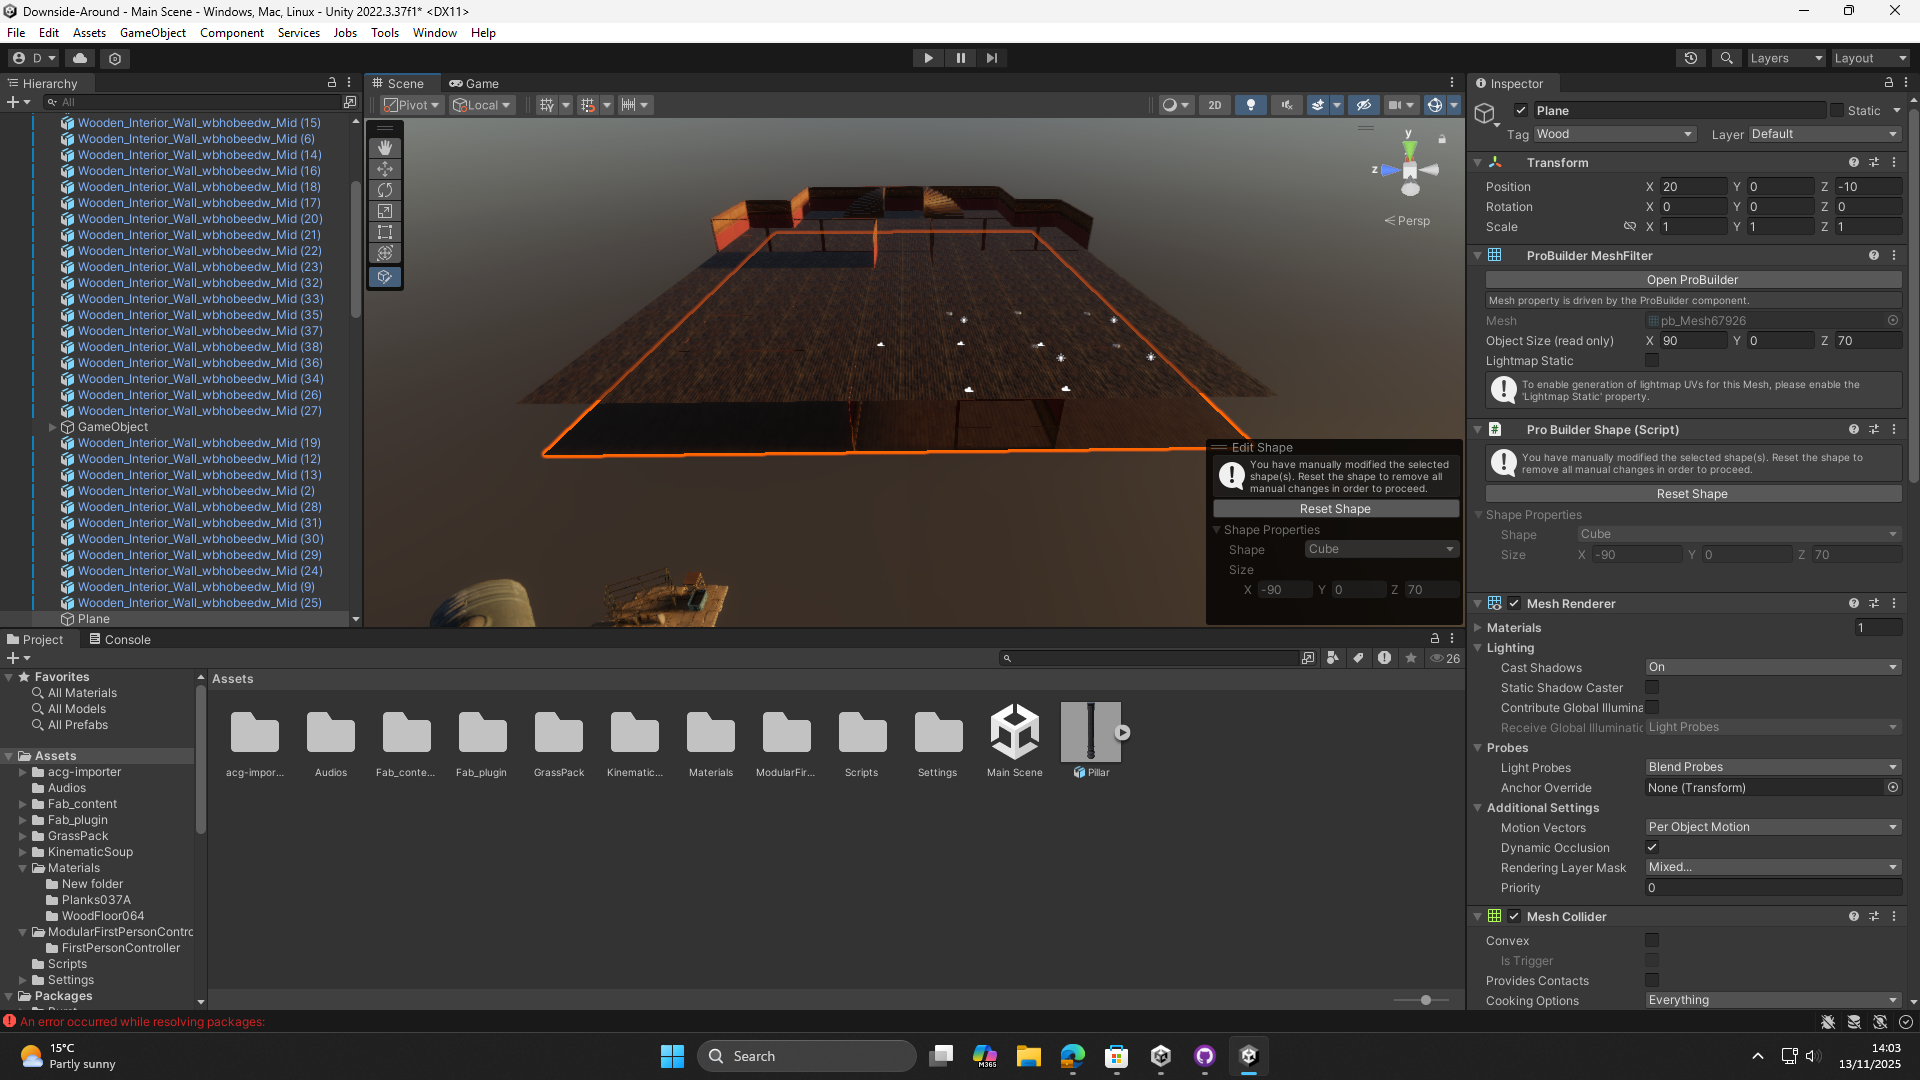 Downside-Around - Main Scene - Windows, Mac, Linux - Unity 2022.3.37f1* <DX11>
File Edit Assets GameObject Component Services Jobs Tools Window Help
D Layers Layout
Hierarchy
All
Wooden_Interior_Wall_wbhobeedw_Mid (15)
Wooden_Interior_Wall_wbhobeedw_Mid (6)
Wooden_Interior_Wall_wbhobeedw_Mid (14)
Wooden_Interior_Wall_wbhobeedw_Mid (16)
Wooden_Interior_Wall_wbhobeedw_Mid (18)
Wooden_Interior_Wall_wbhobeedw_Mid (17)
Wooden_Interior_Wall_wbhobeedw_Mid (20)
Wooden_Interior_Wall_wbhobeedw_Mid (21)
Wooden_Interior_Wall_wbhobeedw_Mid (22)
Wooden_Interior_Wall_wbhobeedw_Mid (23)
Wooden_Interior_Wall_wbhobeedw_Mid (32)
Wooden_Interior_Wall_wbhobeedw_Mid (33)
Wooden_Interior_Wall_wbhobeedw_Mid (35)
Wooden_Interior_Wall_wbhobeedw_Mid (37)
Wooden_Interior_Wall_wbhobeedw_Mid (38)
Wooden_Interior_Wall_wbhobeedw_Mid (36)
Wooden_Interior_Wall_wbhobeedw_Mid (34)
Wooden_Interior_Wall_wbhobeedw_Mid (26)
Wooden_Interior_Wall_wbhobeedw_Mid (27)
GameObject
Wooden_Interior_Wall_wbhobeedw_Mid (19)
Wooden_Interior_Wall_wbhobeedw_Mid (12)
Wooden_Interior_Wall_wbhobeedw_Mid (13)
Wooden_Interior_Wall_wbhobeedw_Mid (2)
Wooden_Interior_Wall_wbhobeedw_Mid (28)
Wooden_Interior_Wall_wbhobeedw_Mid (31)
Wooden_Interior_Wall_wbhobeedw_Mid (30)
Wooden_Interior_Wall_wbhobeedw_Mid (29)
Wooden_Interior_Wall_wbhobeedw_Mid (24)
Wooden_Interior_Wall_wbhobeedw_Mid (9)
Wooden_Interior_Wall_wbhobeedw_Mid (25)
Plane
Scene Game
Pivot Local 2D
y
z
Persp
Edit Shape
You have manually modified the selected
shape(s). Reset the shape to remove all
manual changes in order to proceed.
Reset Shape
Shape Properties
Shape Cube
Size
X -90 Y 0 Z 70
Inspector
Plane Static
Tag Wood Layer Default
Transform
Position X 20 Y 0 Z -10
Rotation X 0 Y 0 Z 0
Scale X 1 Y 1 Z 1
ProBuilder MeshFilter
Open ProBuilder
Mesh property is driven by the ProBuilder component.
Mesh pb_Mesh67926
Object Size (read only) X 90 Y 0 Z 70
Lightmap Static
To enable generation of lightmap UVs for this Mesh, please enable the
'Lightmap Static' property.
Pro Builder Shape (Script)
You have manually modified the selected shape(s). Reset the shape to
remove all manual changes in order to proceed.
Reset Shape
Shape Properties
Shape Cube
Size X -90 Y 0 Z 70
Mesh Renderer
Materials 1
Lighting
Cast Shadows On
Static Shadow Caster
Contribute Global Illumina
Receive Global Illuminatic Light Probes
Probes
Light Probes Blend Probes
Anchor Override None (Transform)
Additional Settings
Motion Vectors Per Object Motion
Dynamic Occlusion
Rendering Layer Mask Mixed...
Priority 0
Mesh Collider
Convex
Is Trigger
Provides Contacts
Cooking Options Everything
Project Console
26
Favorites
All Materials
All Models
All Prefabs
Assets
acg-importer
Audios
Fab_content
Fab_plugin
GrassPack
KinematicSoup
Materials
New folder
Planks037A
WoodFloor064
ModularFirstPersonContro
FirstPersonController
Scripts
Settings
Packages
Assets
acg-impor... Audios Fab_conte... Fab_plugin GrassPack Kinematic... Materials ModularFir... Scripts Settings Main Scene Pillar
An error occurred while resolving packages:
15°C
Partly sunny
Search
M365
14:03
13/11/2025